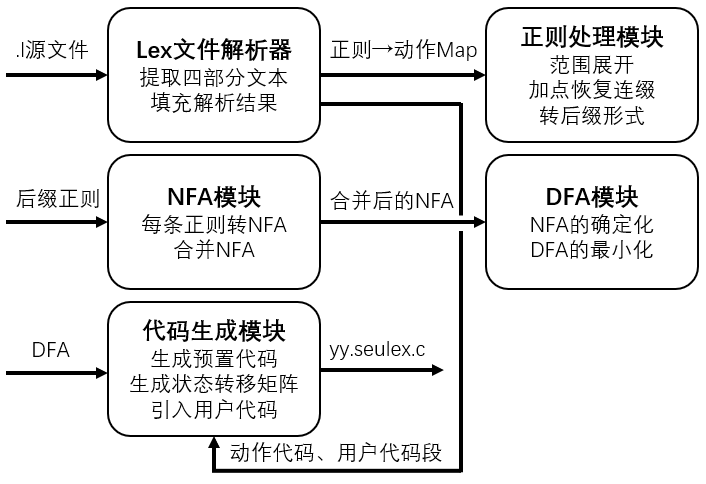 .l源文件
Lex文件解析器
提取四部分文本
填充解析结果
正则→动作Map
正则处理模块
范围展开
加点恢复连缀
转后缀形式
后缀正则
NFA模块
每条正则转NFA
合并NFA
合并后的NFA
DFA模块
NFA的确定化
DFA的最小化
DFA
代码生成模块
生成预置代码
生成状态转移矩阵
引入用户代码
yy.seulex.c
动作代码、用户代码段